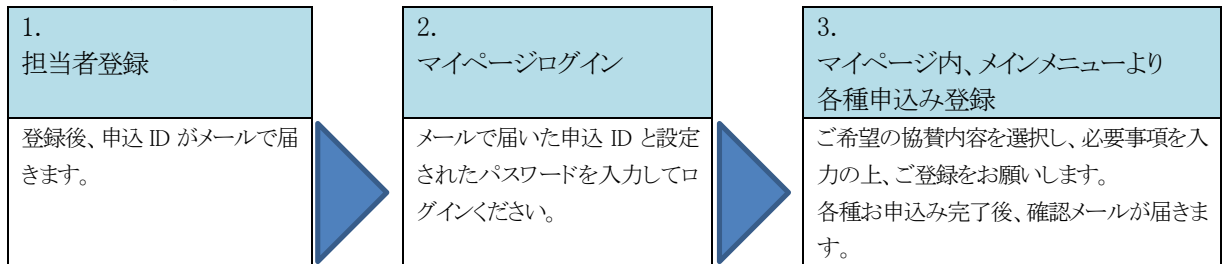 1.
担当者登録
登録後、申込 ID がメールで届
きます。
2.
マイページログイン
メールで届いた申込 ID と設定
されたパスワードを入力してロ
グインください。
3.
マイページ内、メインメニューより
各種申込み登録
ご希望の協賛内容を選択し、必要事項を入
力の上、ご登録をお願いします。
各種お申込み完了後、確認メールが届きま
す。